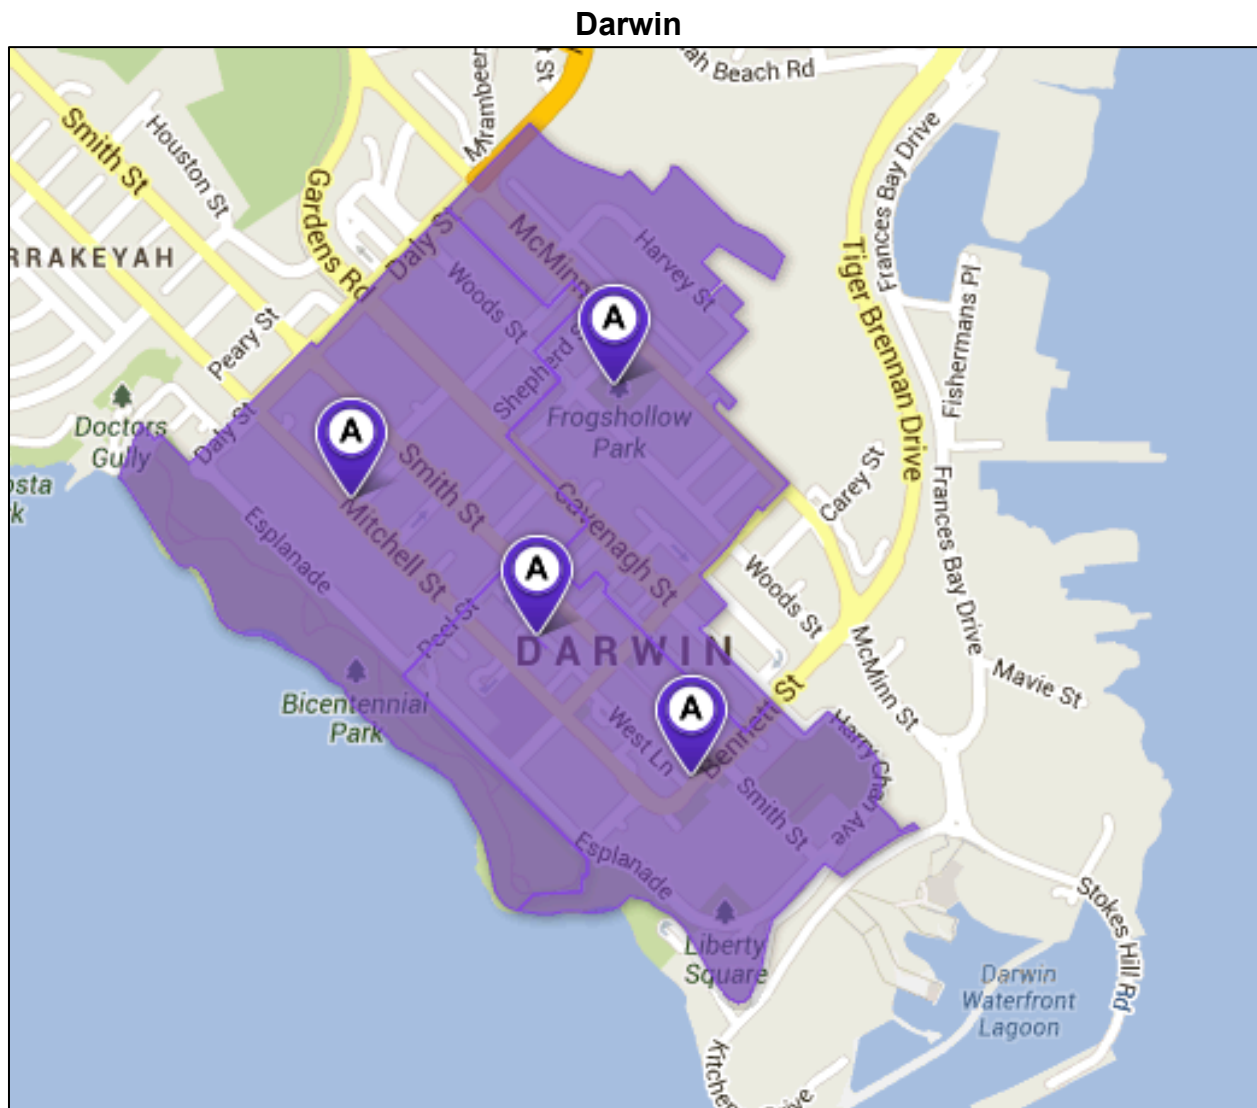 Darwin
ah Beach Rd
St
Mrambeer
Smith St
Houston St
Gardens Rd
Frances Bay Drive
RRAKEYAH
Daly St
McMinn
Harvey St
Tiger Brennan Drive
Woods St
Fishermans Pl
Peary St
A
Shepherd S
Doctors
Gully
Daly St
A
Frogshollow
Park
osta
k
Smith St
Cavenagh St
Carey St
Frances Bay Drive
Esplanade
Mitchell St
A
Woods St
Peel St
DARWIN
McMinn St
Mavie St
Bicentennial
Park
A
West Ln
Bennett St
Harry Chan Ave
Smith St
Esplanade
Stokes Hill Rd
Liberty
Square
Darwin
Waterfront
Lagoon
Kitchen
rive